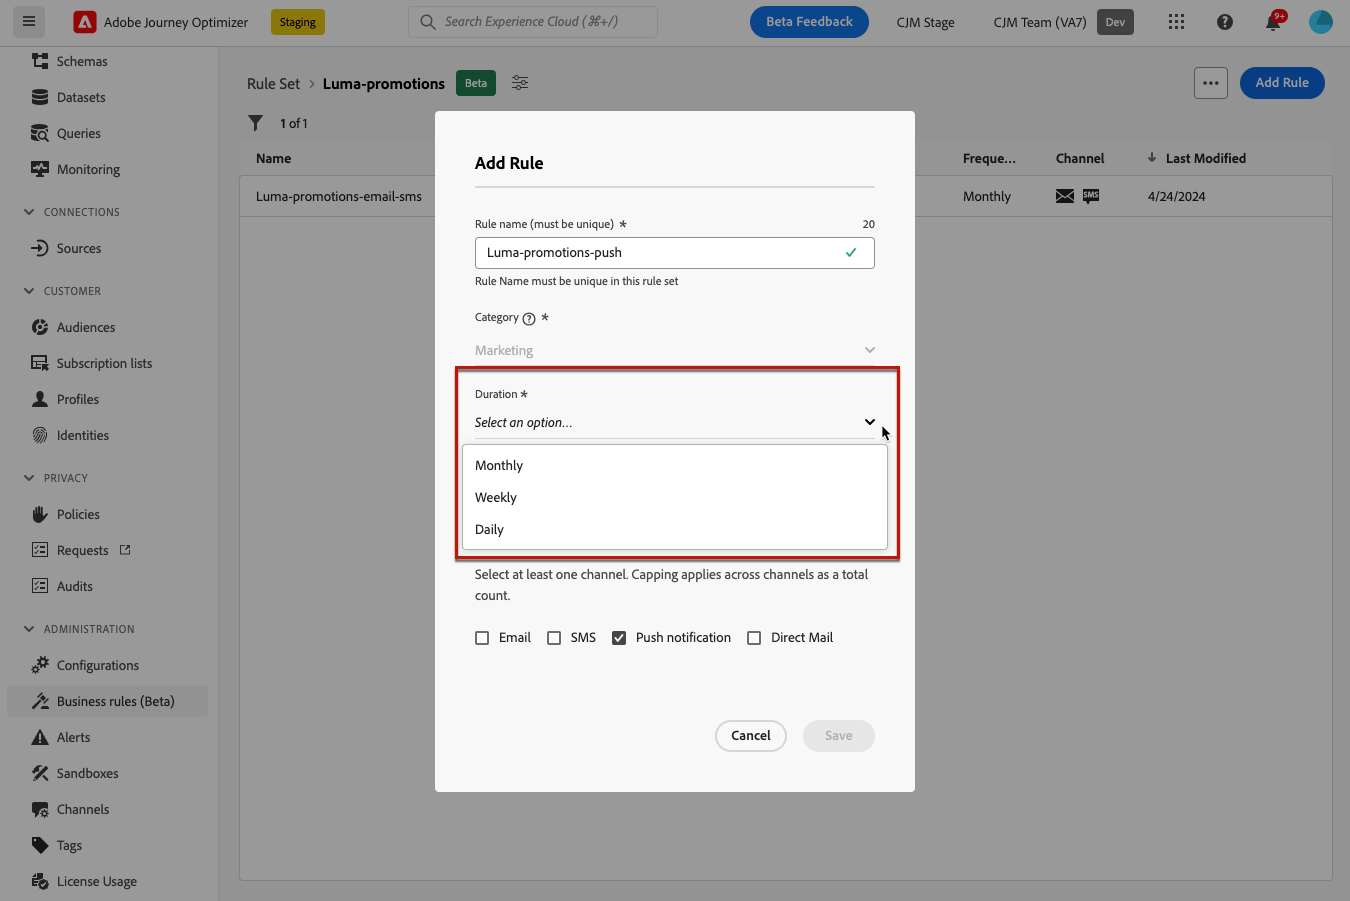 Adobe Journey Optimizer
Staging
Search Experience Cloud (⌘+/)
Beta Feedback
CJM Stage
CJM Team (VA7)
Dev
9+
Schemas
Datasets
Queries
Monitoring
CONNECTIONS
Sources
CUSTOMER
Audiences
Subscription lists
Profiles
Identities
PRIVACY
Policies
Requests
Audits
ADMINISTRATION
Configurations
Business rules (Beta)
Alerts
Sandboxes
Channels
Tags
License Usage
Rule Set > Luma-promotions
Beta
Add Rule
1 of 1
Name
Freque...
Channel
Last Modified
Luma-promotions-email-sms
Monthly
SMS
4/24/2024
Add Rule
Rule name (must be unique) *
20
Luma-promotions-push
Rule Name must be unique in this rule set
Category ? *
Marketing
Duration *
Select an option...
Monthly
Weekly
Daily
Select at least one channel. Capping applies across channels as a total
count.
Email
SMS
Push notification
Direct Mail
Cancel
Save